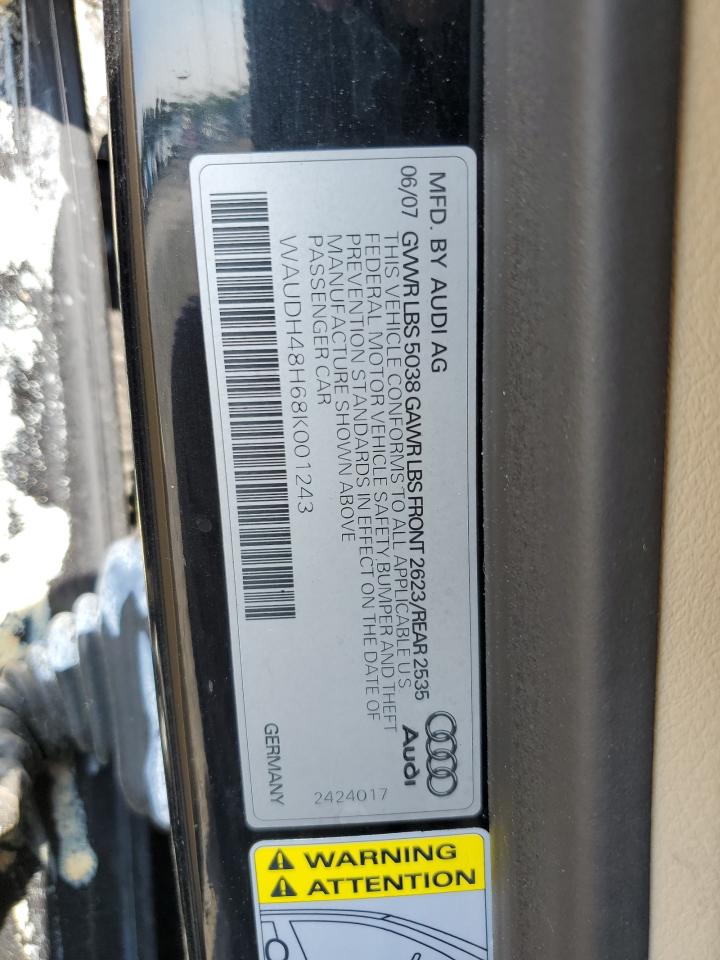 MFD. BY AUDI AG
06/07 GVWR LBS 5038 GAWR LBS FRONT 2623/REAR 2535
THIS VEHICLE CONFORMS TO ALL APPLICABLE U S
FEDERAL MOTOR VEHICLE SAFETY, BUMPER AND THEFT
PREVENTION STANDARDS IN EFFECT ON THE DATE OF
MANUFACTURE SHOWN ABOVE
PASSENGER CAR
WAUDH48H68K001243
Audi
2424017
GERMANY
WARNING
ATTENTION